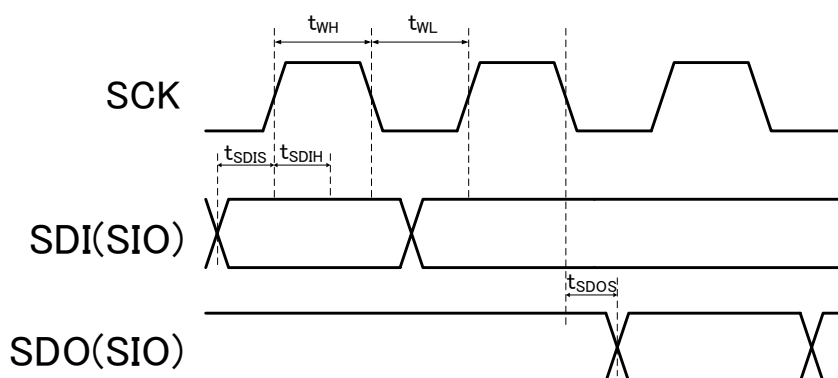 tWH tWL
SCK
tSDIS tSDIH
SDI(SIO)
tSDOS
SDO(SIO)